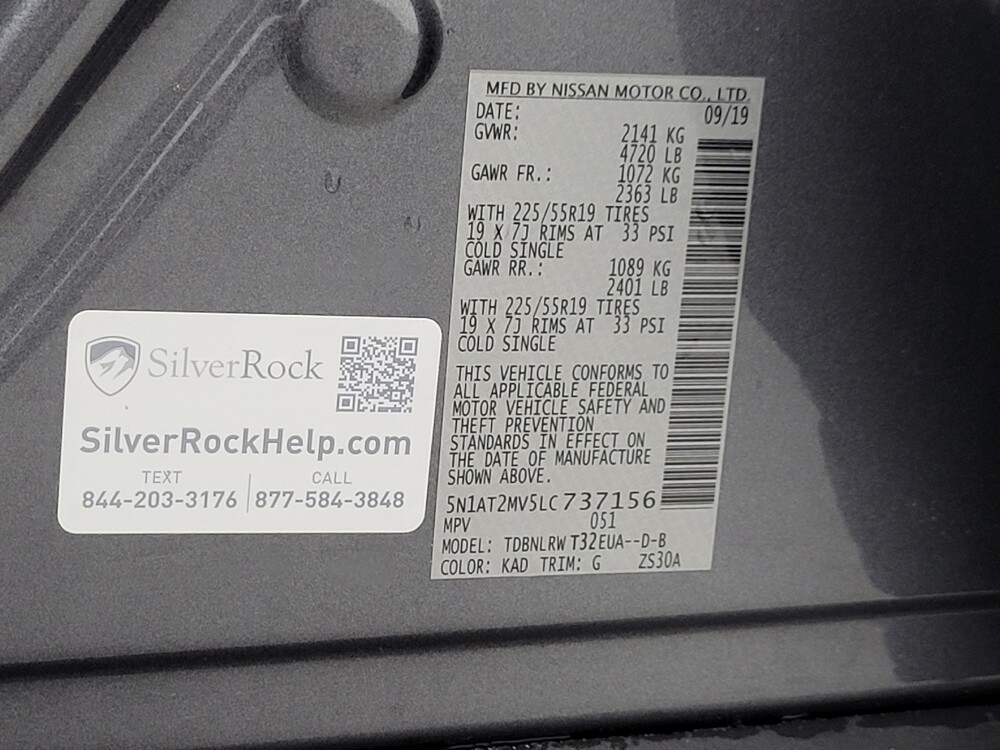 MFD BY NISSAN MOTOR CO., LTD.
DATE: 09/19
GVWR: 2141 KG
4720 LB
GAWR FR.: 1072 KG
2363 LB
WITH 225/55R19 TIRES
19 X 7J RIMS AT 33 PSI
COLD SINGLE
GAWR RR.: 1089 KG
2401 LB
WITH 225/55R19 TIRES
19 X 7J RIMS AT 33 PSI
COLD SINGLE
THIS VEHICLE CONFORMS TO
ALL APPLICABLE FEDERAL
MOTOR VEHICLE SAFETY AND
THEFT PREVENTION
STANDARDS IN EFFECT ON
THE DATE OF MANUFACTURE
SHOWN ABOVE.
5N1AT2MV5LC737156
MPV 051
MODEL: TDBNLRW T32EUA--D-B
COLOR: KAD TRIM: G ZS30A
SilverRock
SilverRockHelp.com
TEXT CALL
844-203-3176 877-584-3848